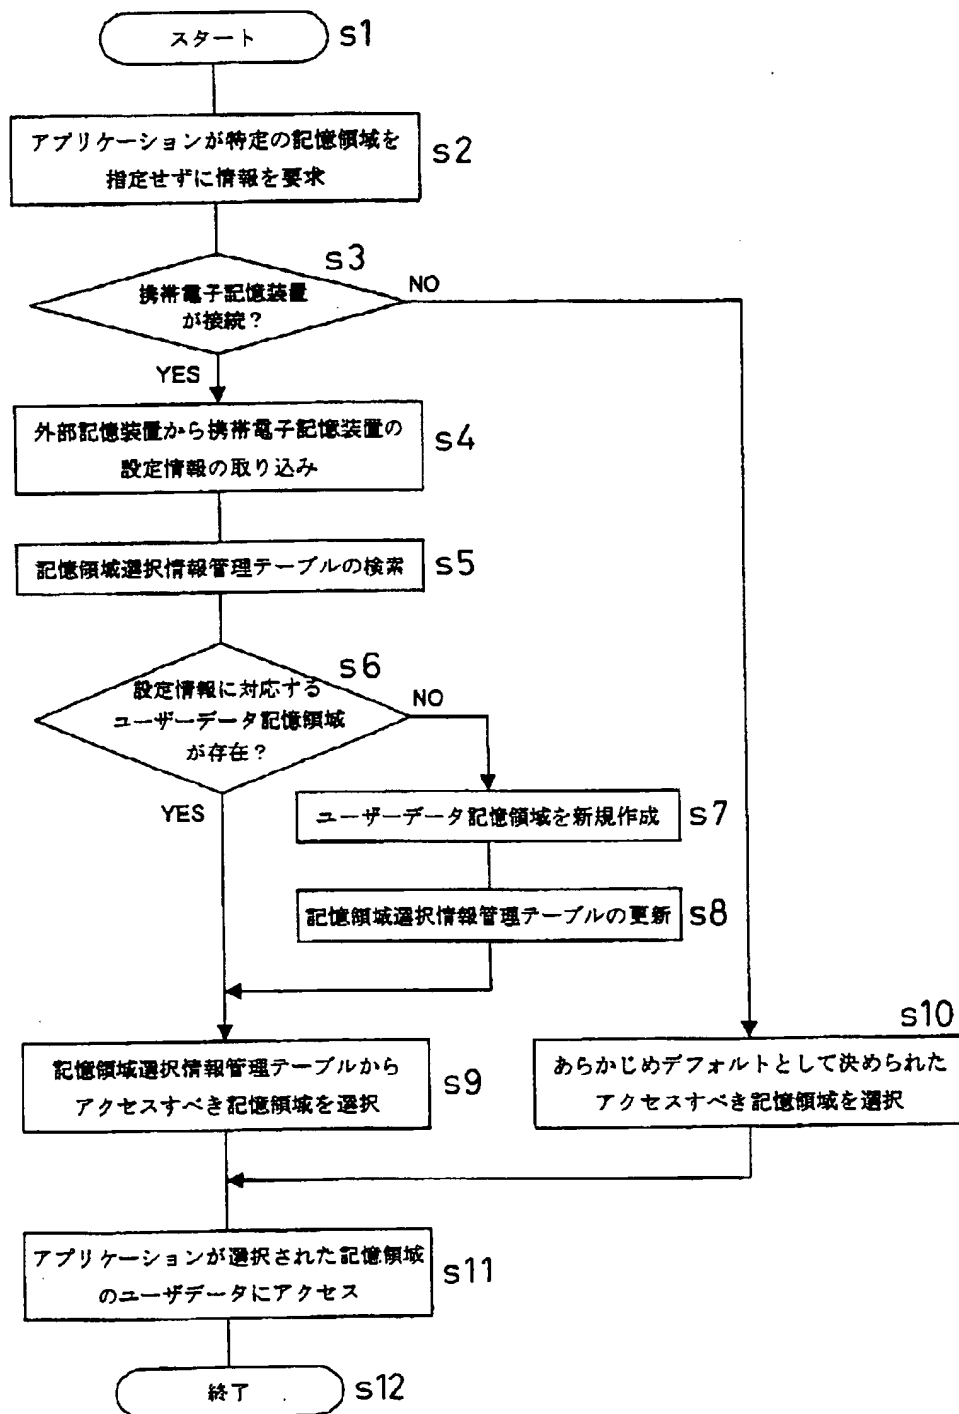 スタート s1
アプリケーションが特定の記憶領域を
指定せずに情報を要求
s2
s3
携帯電子記憶装置
が接続?
NO
YES
外部記憶装置から携帯電子記憶装置の
設定情報の取り込み
s4
記憶領域選択情報管理テーブルの検索 s5
s6
設定情報に対応する
ユーザーデータ記憶領域
が存在?
NO
YES
ユーザーデータ記憶領域を新規作成 s7
記憶領域選択情報管理テーブルの更新 s8
記憶領域選択情報管理テーブルから
アクセスすべき記憶領域を選択
s9
s10
あらかじめデフォルトとして決められた
アクセスすべき記憶領域を選択
アプリケーションが選択された記憶領域
のユーザデータにアクセス
s11
終了 s12